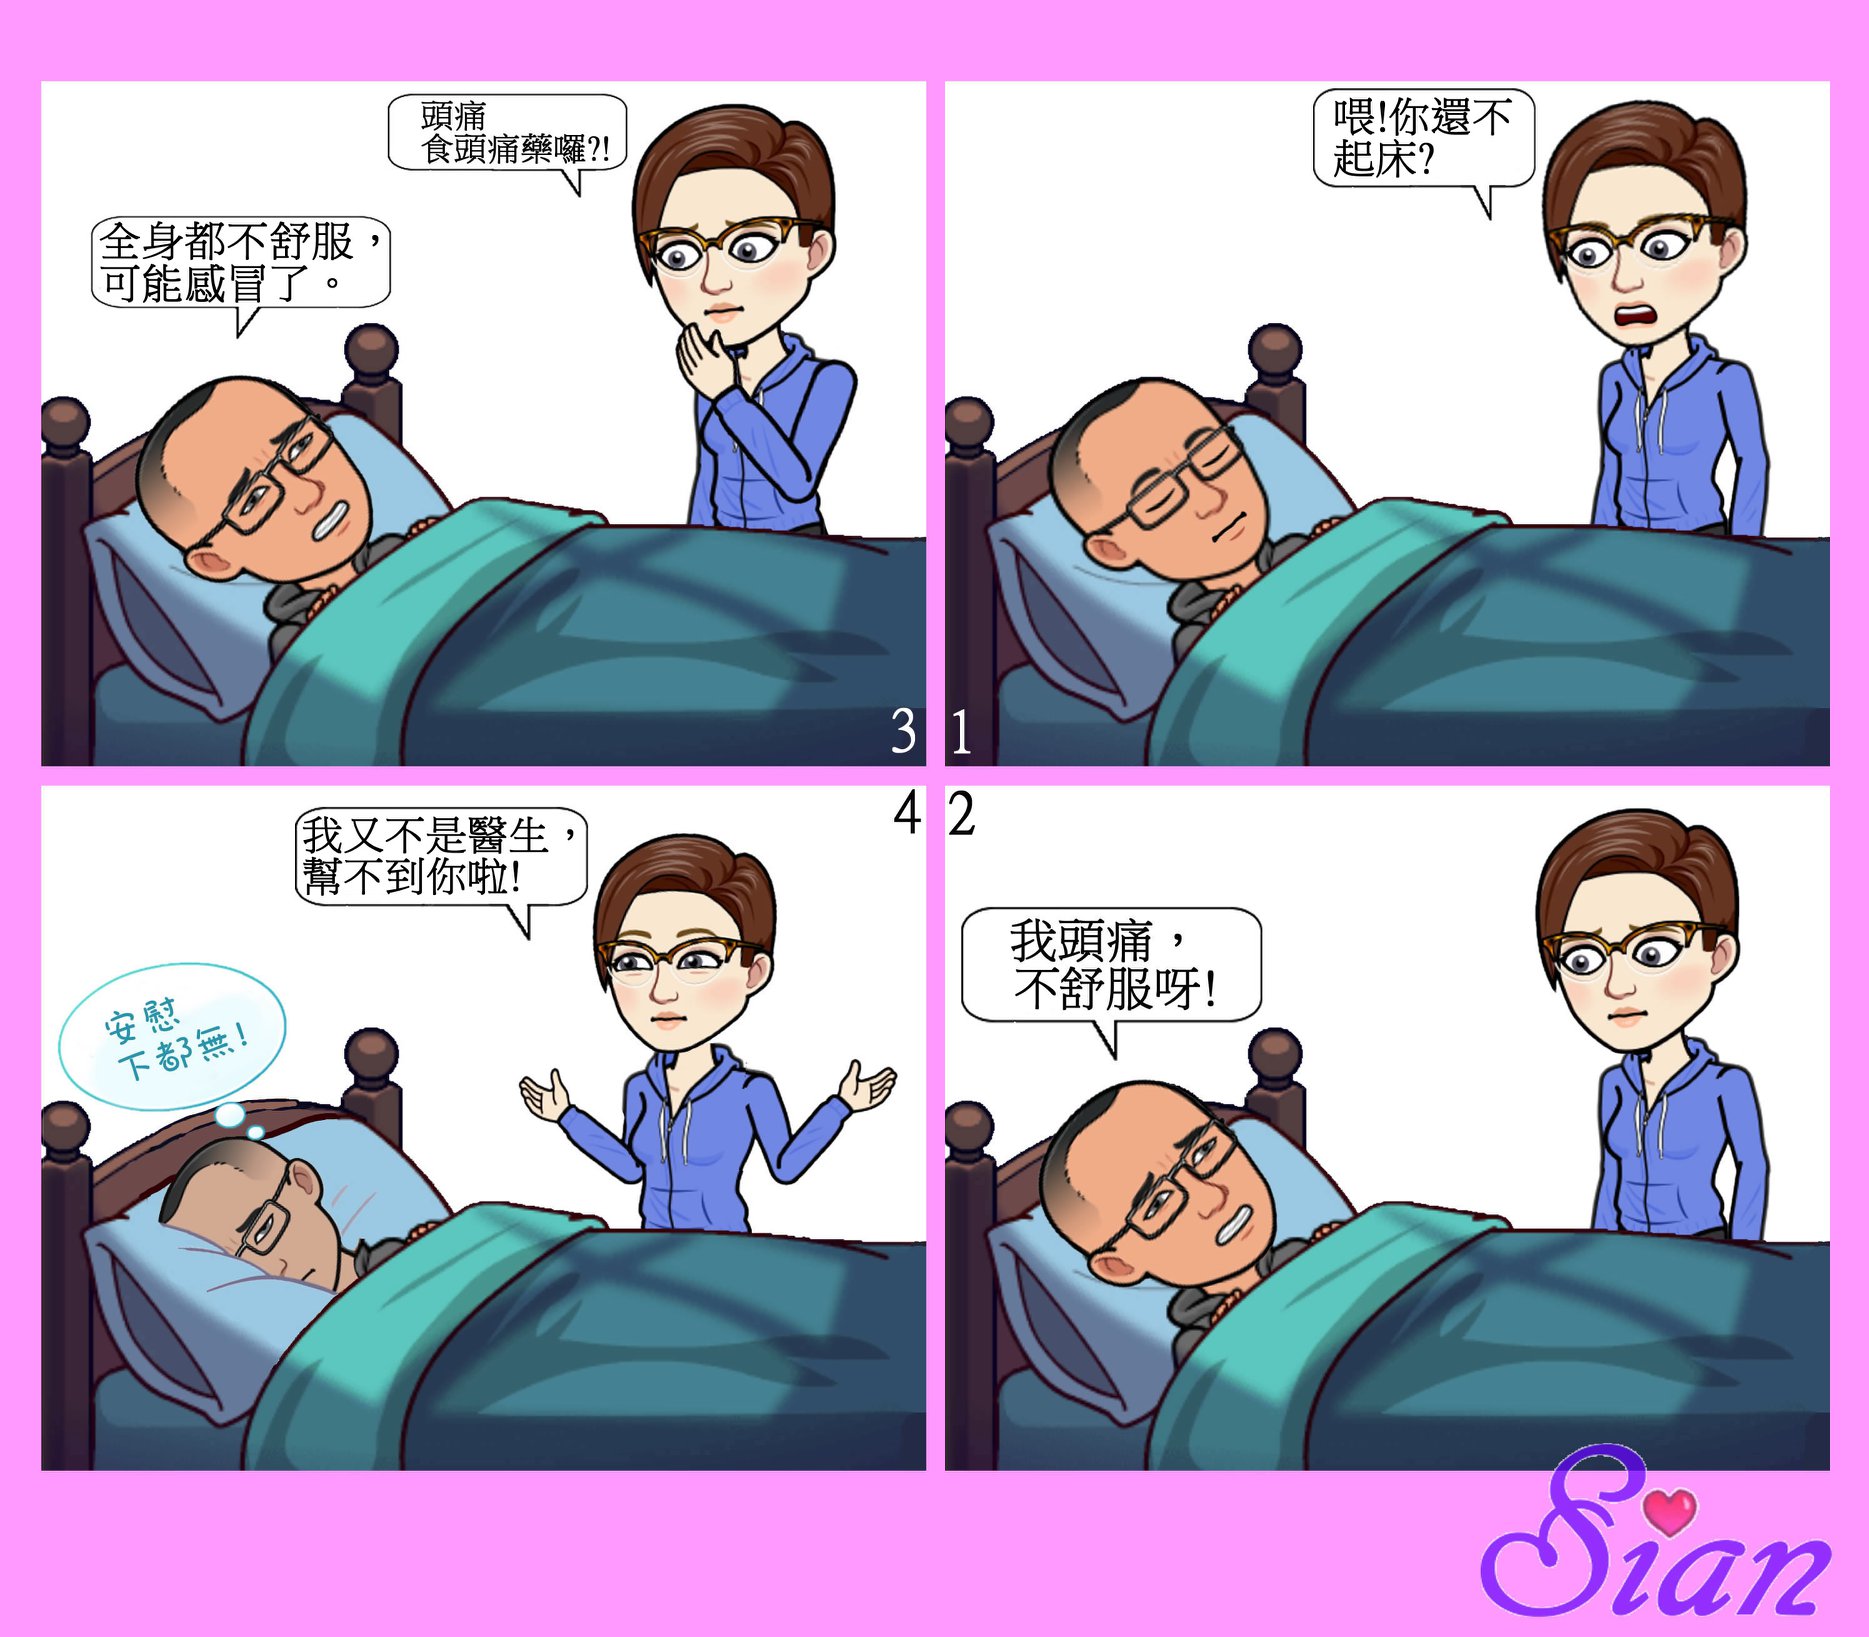 1
喂!你還不
起床?
2
我頭痛，
不舒服呀!
3
頭痛
食頭痛藥囉?!
全身都不舒服，
可能感冒了。
4
我又不是醫生，
幫不到你啦!
安慰
下都無!
Sian